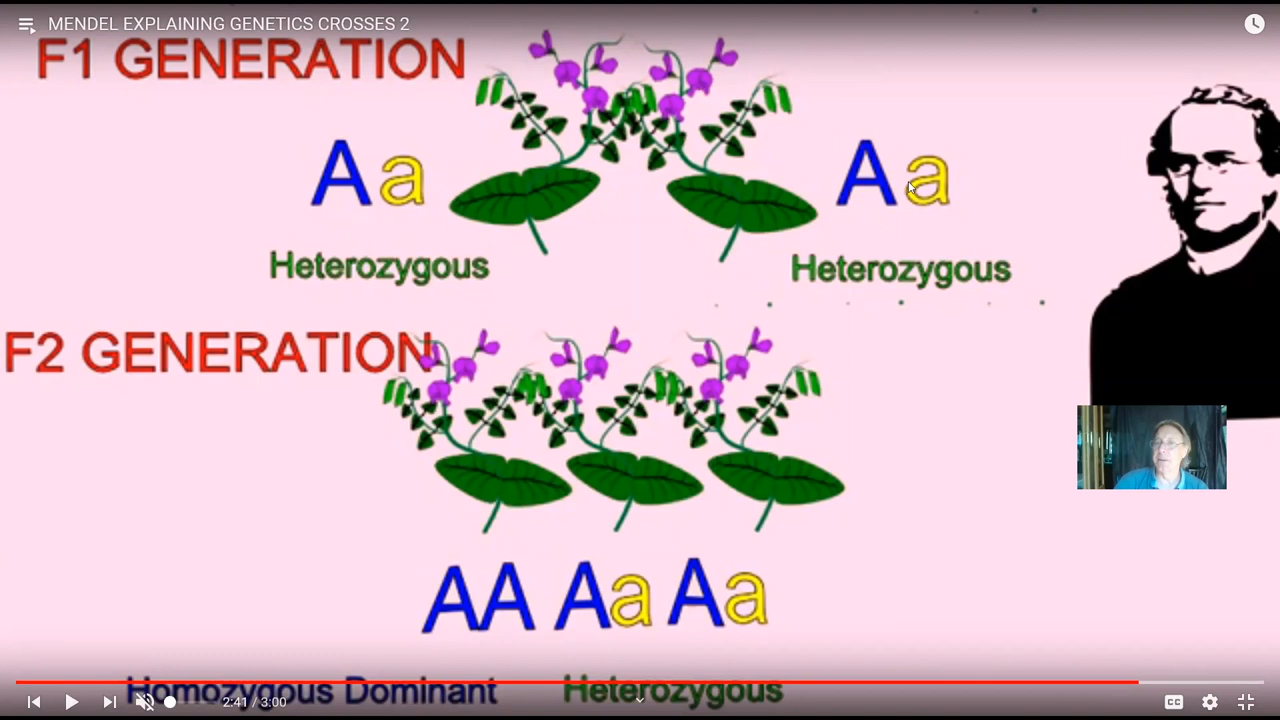 MENDEL EXPLAINING GENETICS CROSSES 2
F1 GENERATION
Aa Aa
Heterozygous Heterozygous
F2 GENERATION
AA Aa Aa
Homozygous Dominant Heterozygous
2:41 / 3:00
CC